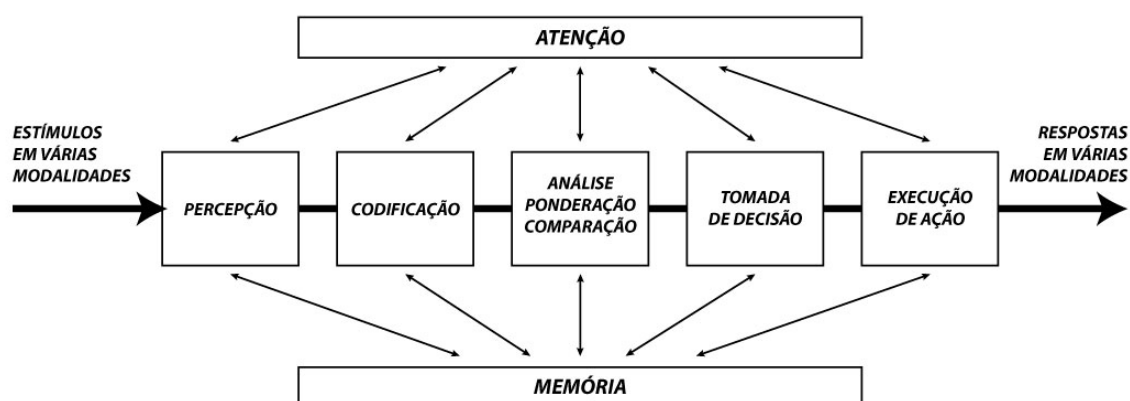 ATENÇÃO
ESTÍMULOS
EM VÁRIAS
MODALIDADES
PERCEPÇÃO
CODIFICAÇÃO
ANÁLISE
PONDERAÇÃO
COMPARAÇÃO
TOMADA
DE DECISÃO
EXECUÇÃO
DE AÇÃO
RESPOSTAS
EM VÁRIAS
MODALIDADES
MEMÓRIA